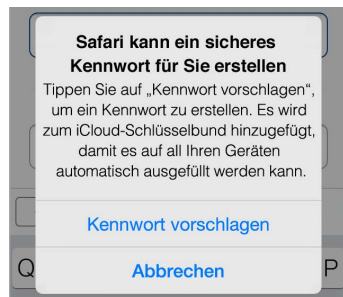 Safari kann ein sicheres
Kennwort für Sie erstellen
Tippen Sie auf „Kennwort vorschlagen“,
um ein Kennwort zu erstellen. Es wird
zum iCloud-Schlüsselbund hinzugefügt,
damit es auf all Ihren Geräten
automatisch ausgefüllt werden kann.
Kennwort vorschlagen
Abbrechen
Q P